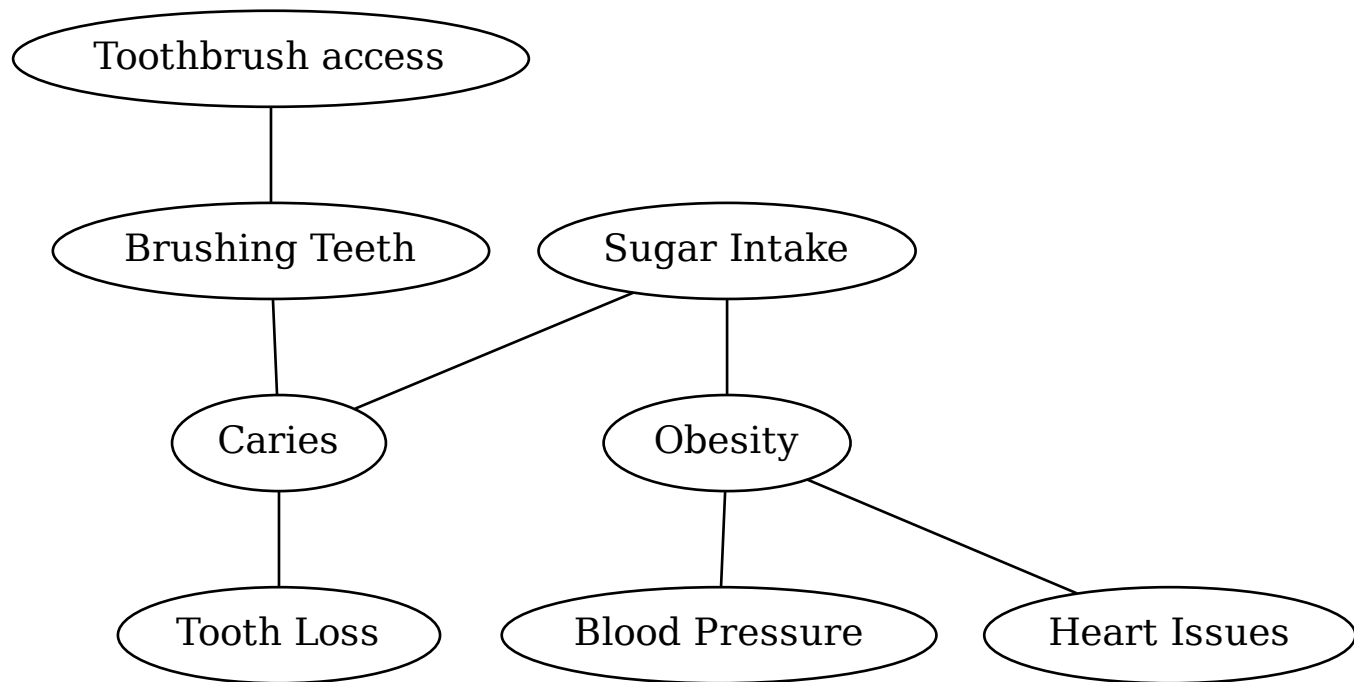 Toothbrush access
Brushing Teeth
Sugar Intake
Caries
Obesity
Tooth Loss
Blood Pressure
Heart Issues